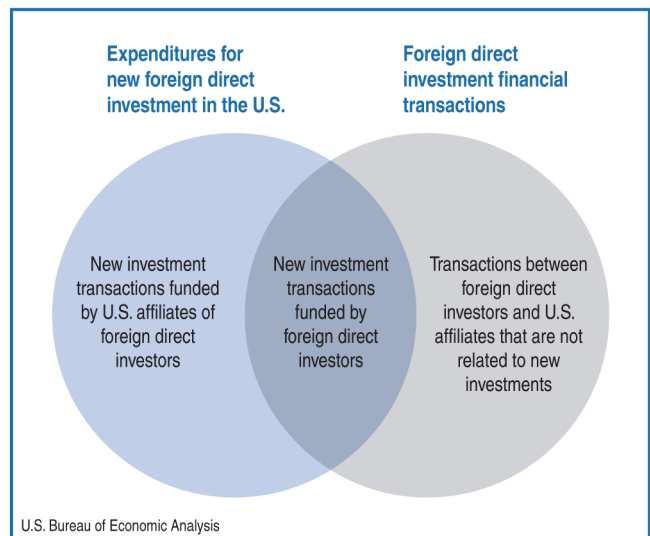 Expenditures for
new foreign direct
investment in the U.S.
Foreign direct
investment financial
transactions
New investment
transactions funded
by U.S. affiliates of
foreign direct
investors
New investment
transactions
funded by
foreign direct
investors
Transactions between
foreign direct
investors and U.S.
affiliates that are not
related to new
investments
U.S. Bureau of Economic Analysis